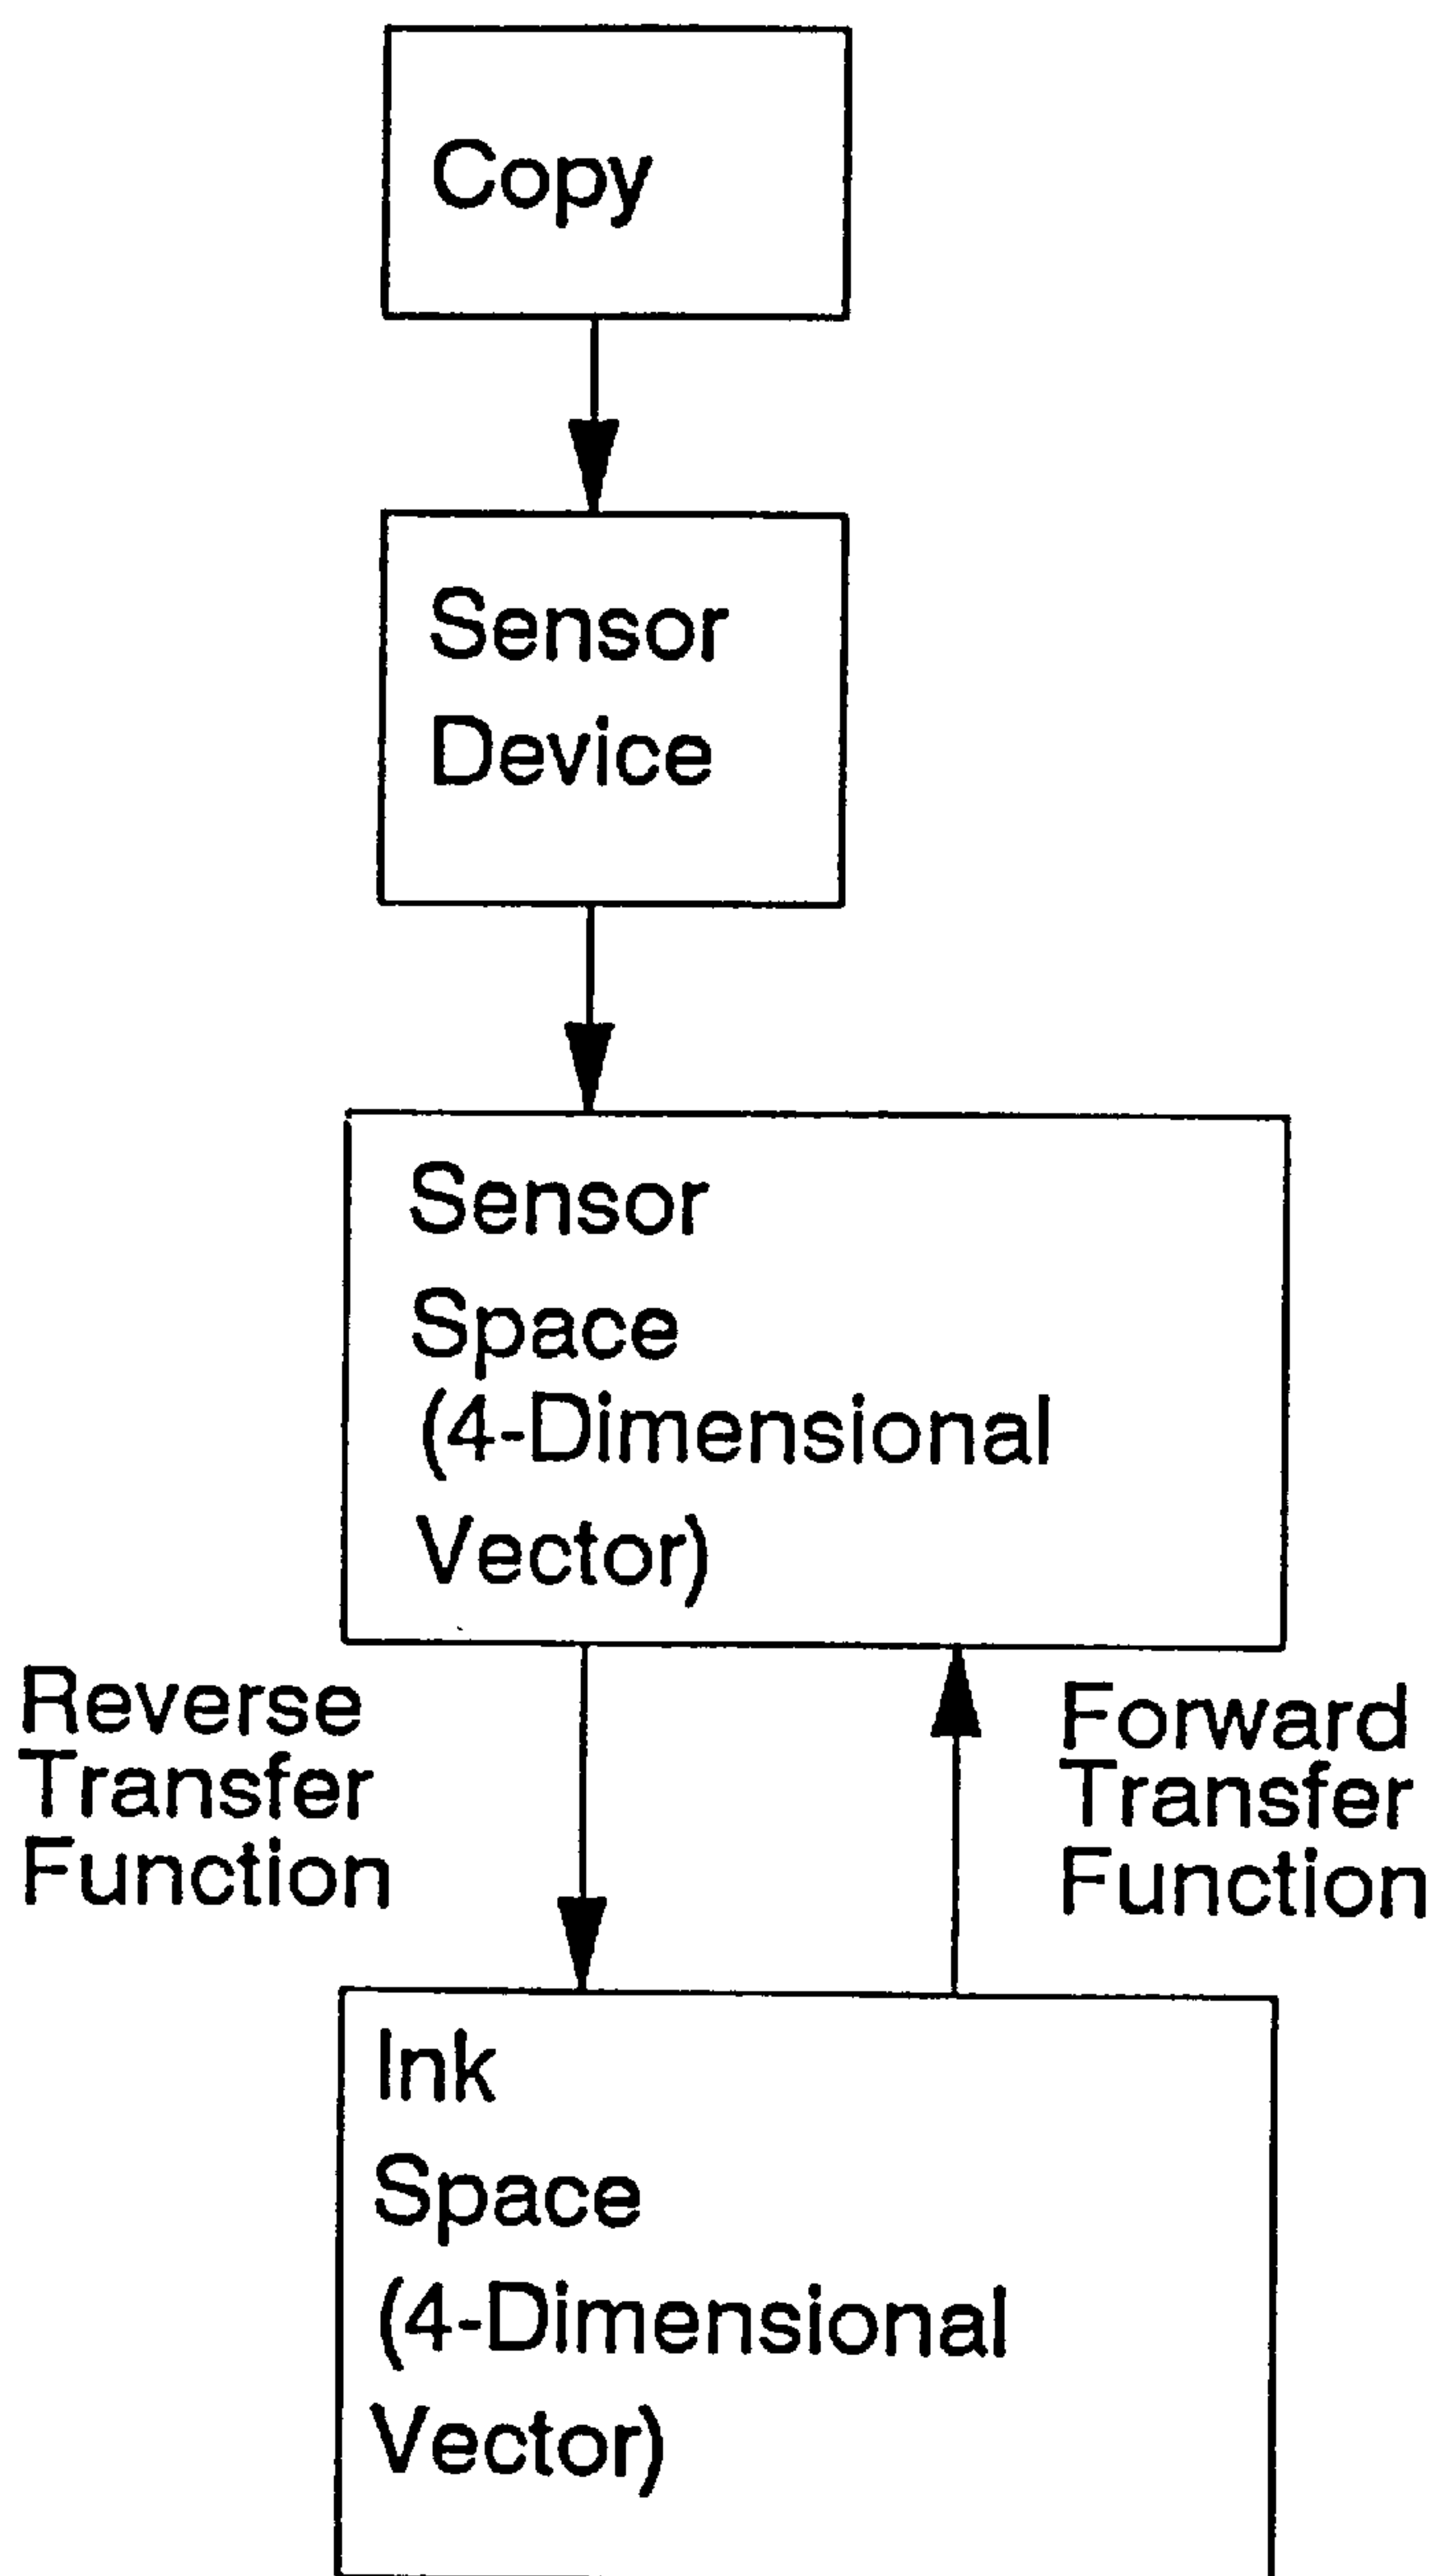 Copy
Sensor
Device
Sensor
Space
(4-Dimensional
Vector)
Reverse
Transfer
Function
Forward
Transfer
Function
Ink
Space
(4-Dimensional
Vector)